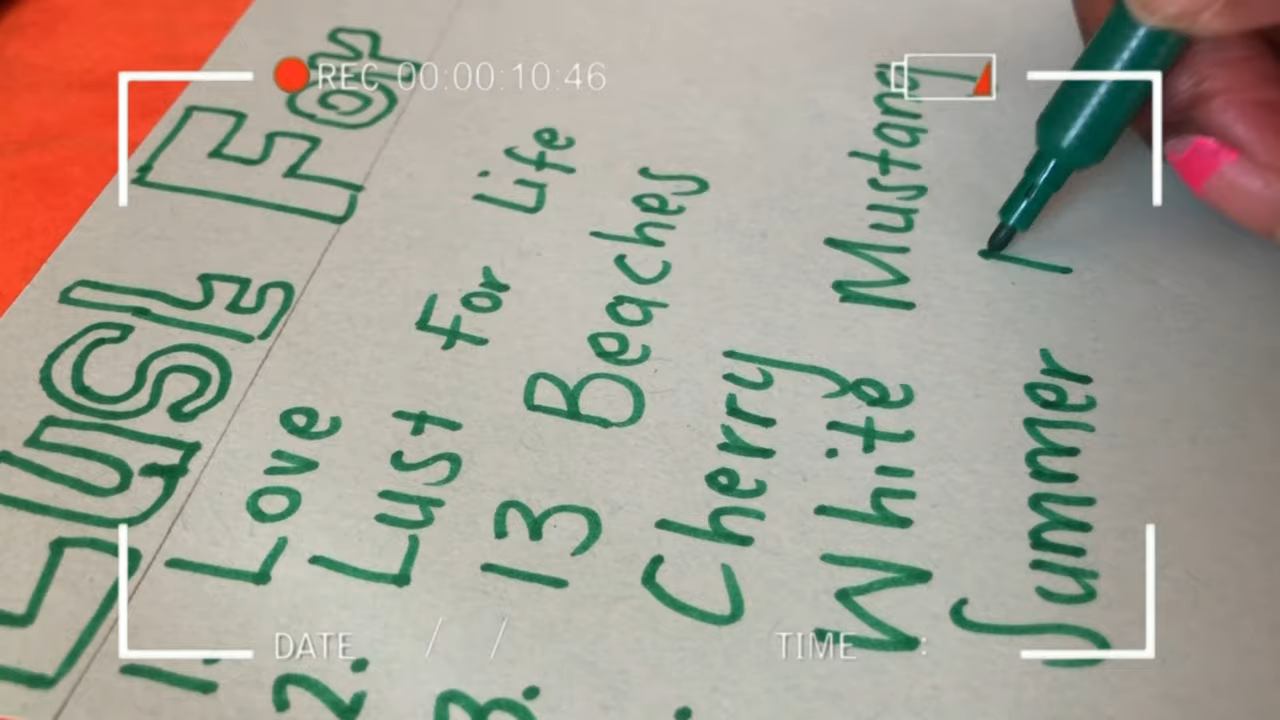 REC 00:00:10:46
Lust For
1. Love
2. Lust For Life
3. 13 Beaches
Cherry
White Mustang
Summer
DATE / /
TIME :